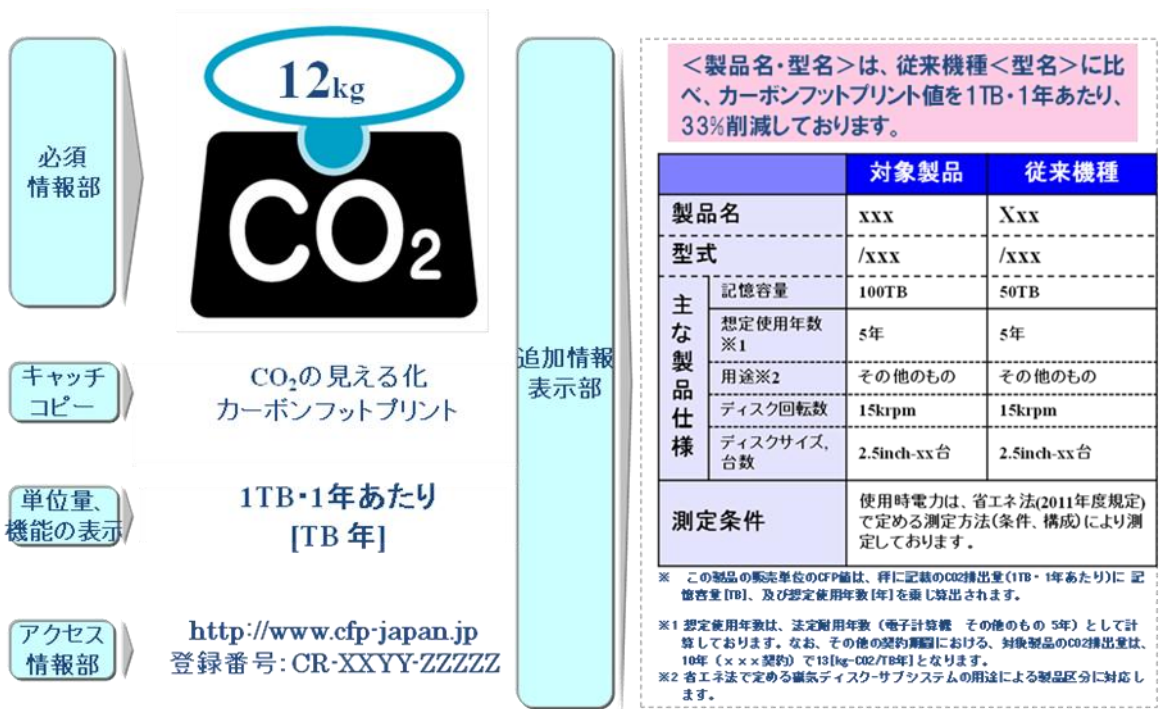 必須
情報部
12kg
CO2
キャッチ
コピー
CO₂の見える化
カーボンフットプリント
単位量、
機能の表示
1TB・1年あたり
[TB 年]
アクセス
情報部
http://www.cfp-japan.jp
登録番号：CR-XXYY-ZZZZZ
追加情報
表示部
＜製品名・型名＞は、従来機種＜型名＞に比
べ、カーボンフットプリント値を1TB・1年あたり、
33%削減しております。
対象製品 従来機種
製品名 xxx Xxx
型式 /xxx /xxx
主な製品仕様
記憶容量 100TB 50TB
想定使用年数
※1 5年 5年
用途※2 その他のもの その他のもの
ディスク回転数 15krpm 15krpm
ディスクサイズ,
台数 2.5inch-xx台 2.5inch-xx台
測定条件
使用時電力は、省エネ法(2011年度規定)
で定める測定方法(条件、構成)により測
定しております。
※ この製品の販売単位のCFP値は、秤に記載のCO2排出量(1TB・1年あたり)に 記
憶容量[TB]、及び想定使用年数[年]を乗じ算出されます。
※1 想定使用年数は、法定耐用年数（電子計算機 その他のもの 5年）として計
算しております。なお、その他の契約期間における、対象製品のCO2排出量は、
10年（ｘｘｘ契約）で13[kg-CO2/TB年]となります。
※2 省エネ法で定める磁気ディスク-サブシステムの用途による製品区分に対応し
ます。